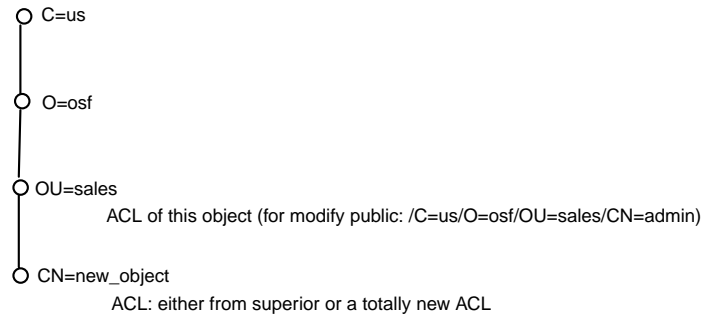 C=us
O=osf
OU=sales
ACL of this object (for modify public: /C=us/O=osf/OU=sales/CN=admin)
CN=new_object
ACL: either from superior or a totally new ACL